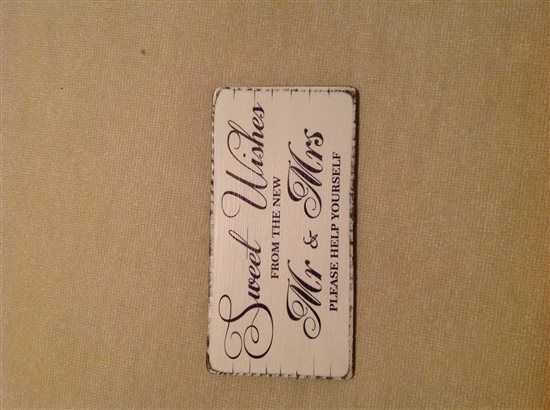 Sweet Wishes
FROM THE NEW
Mr & Mrs
PLEASE HELP YOURSELF